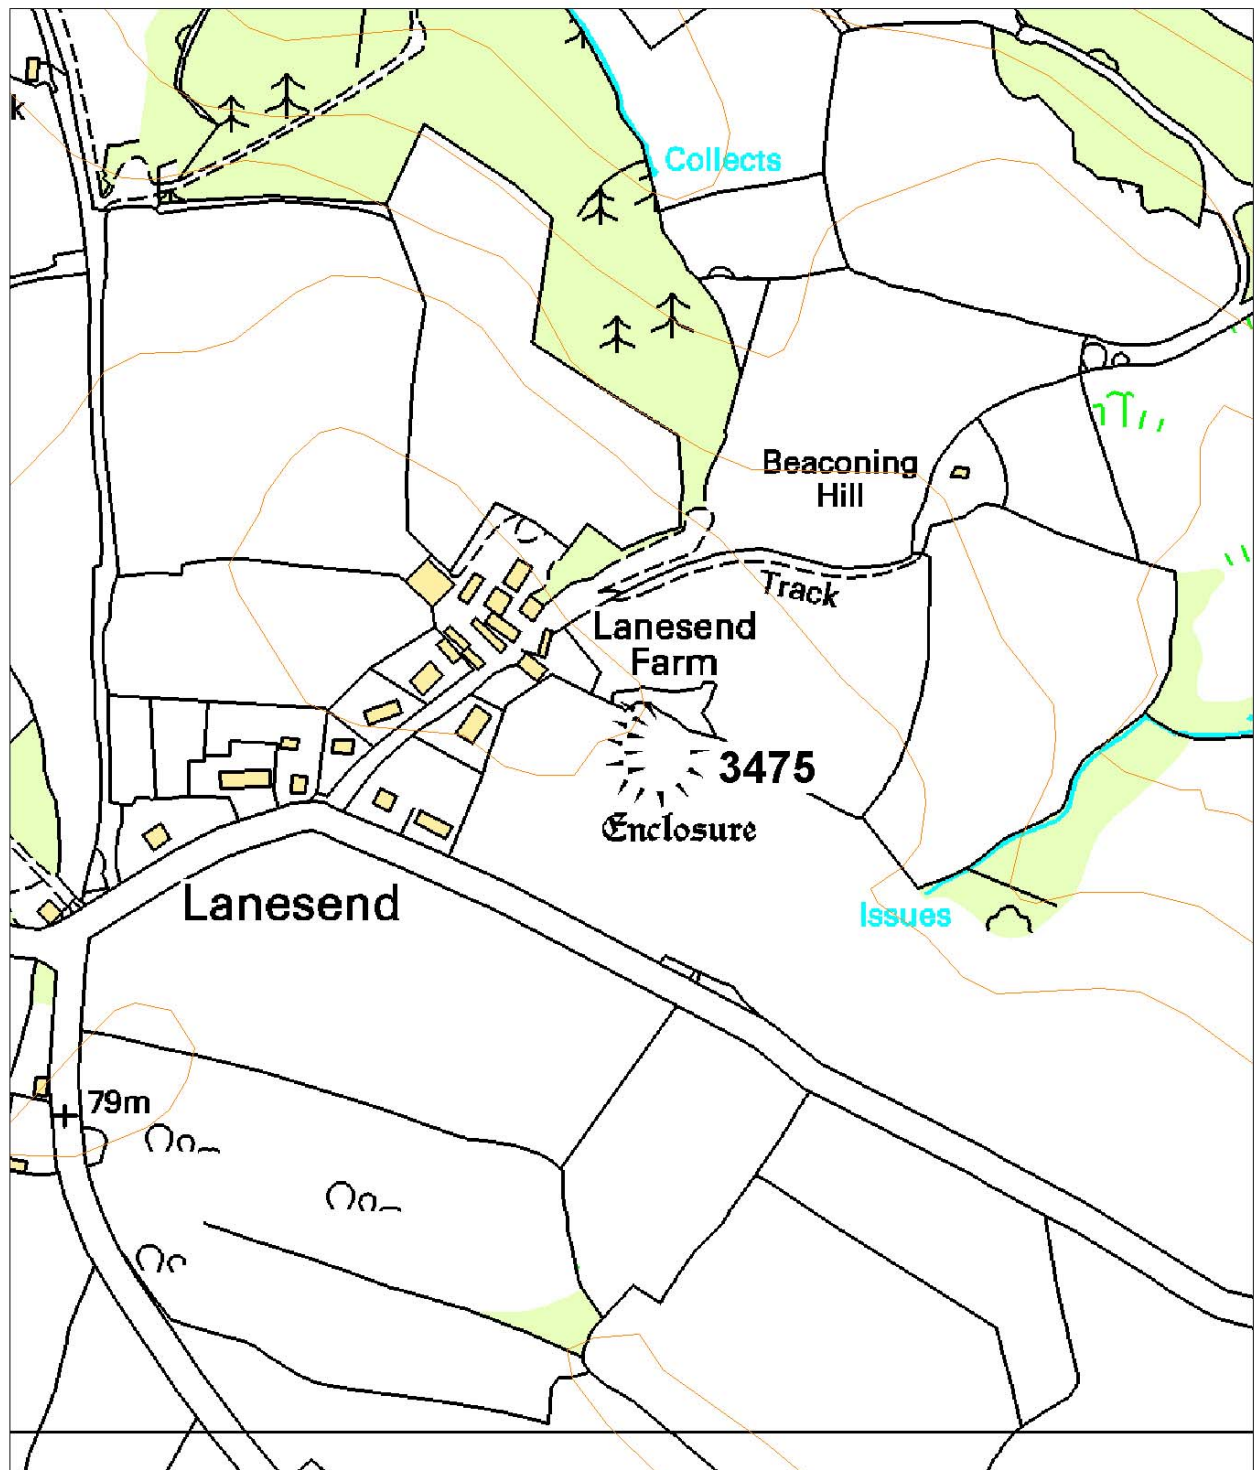 k
Collects
Beaconing
Hill
Track
Lanesend
Farm
3475
Enclosure
Lanesend
Issues
79m